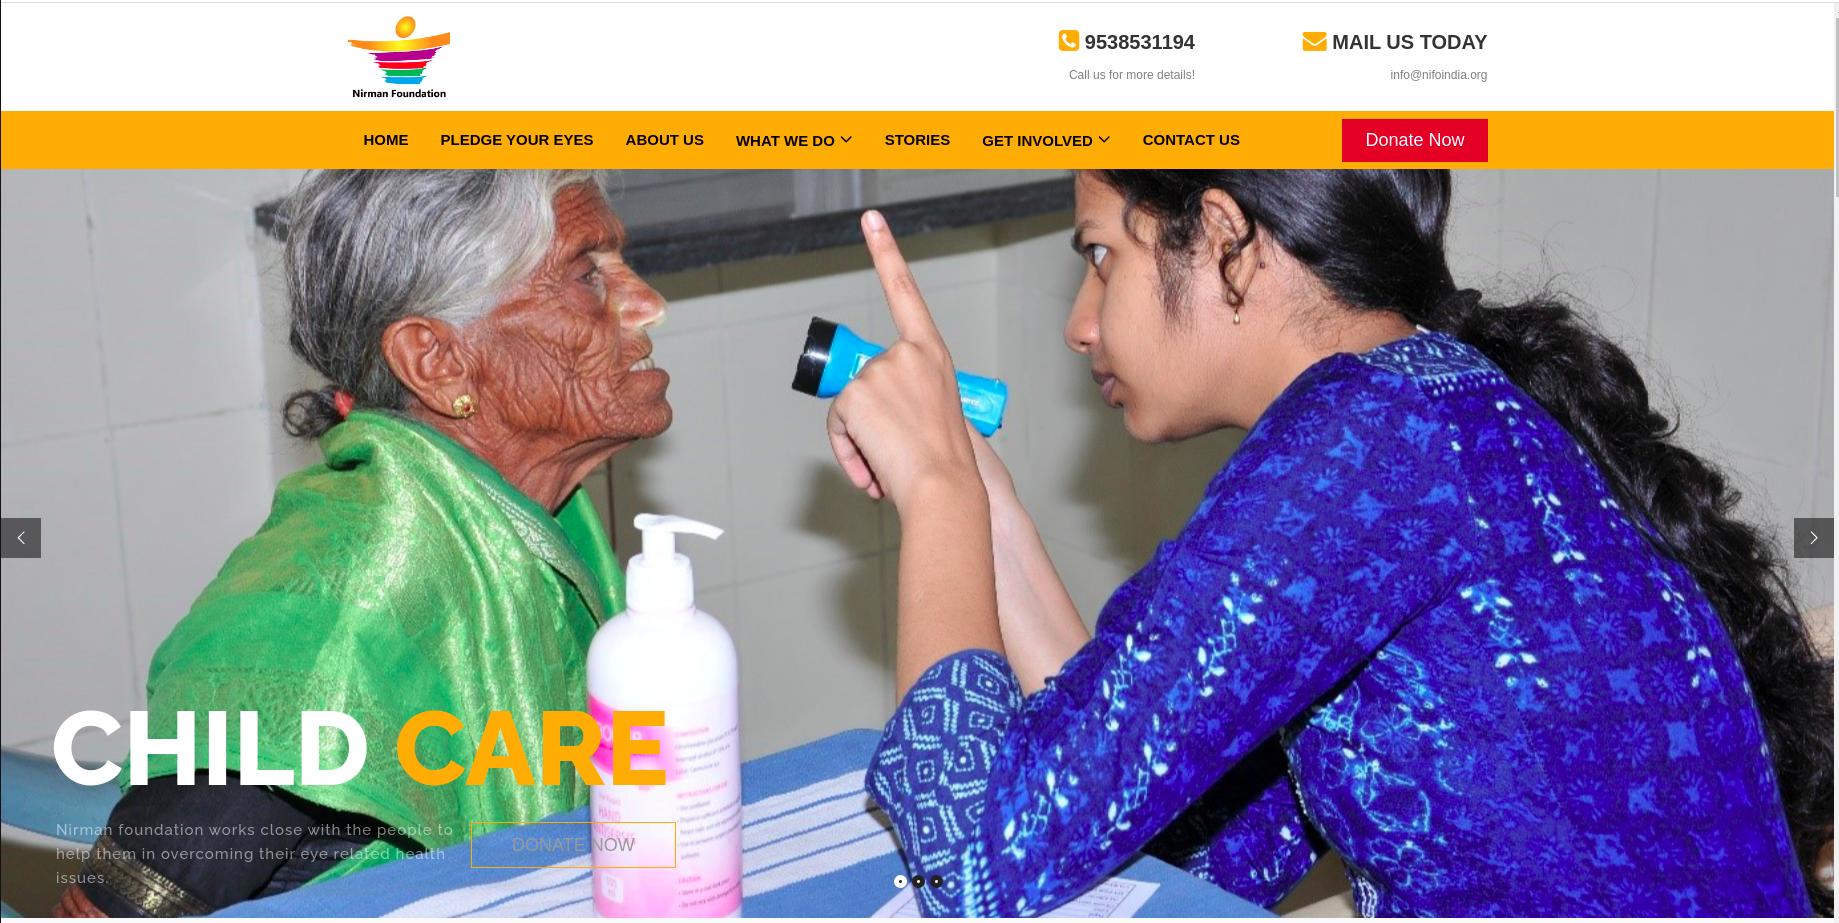 Nirman Foundation
9538531194
Call us for more details!
MAIL US TODAY
info@nifoindia.org
HOME
PLEDGE YOUR EYES
ABOUT US
WHAT WE DO
STORIES
GET INVOLVED
CONTACT US
Donate Now
CHILD CARE
Nirman foundation works close with the people to
help them in overcoming their eye related health
issues.
DONATE NOW
HAND